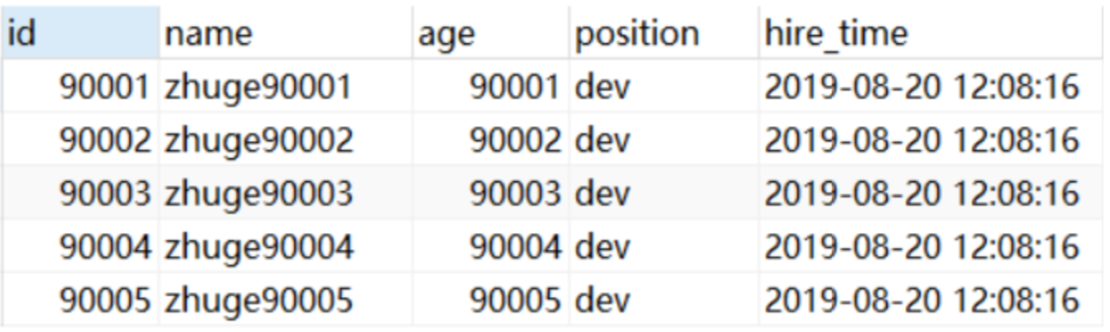 id name age position hire_time
90001 zhuge90001 90001 dev 2019-08-20 12:08:16
90002 zhuge90002 90002 dev 2019-08-20 12:08:16
90003 zhuge90003 90003 dev 2019-08-20 12:08:16
90004 zhuge90004 90004 dev 2019-08-20 12:08:16
90005 zhuge90005 90005 dev 2019-08-20 12:08:16